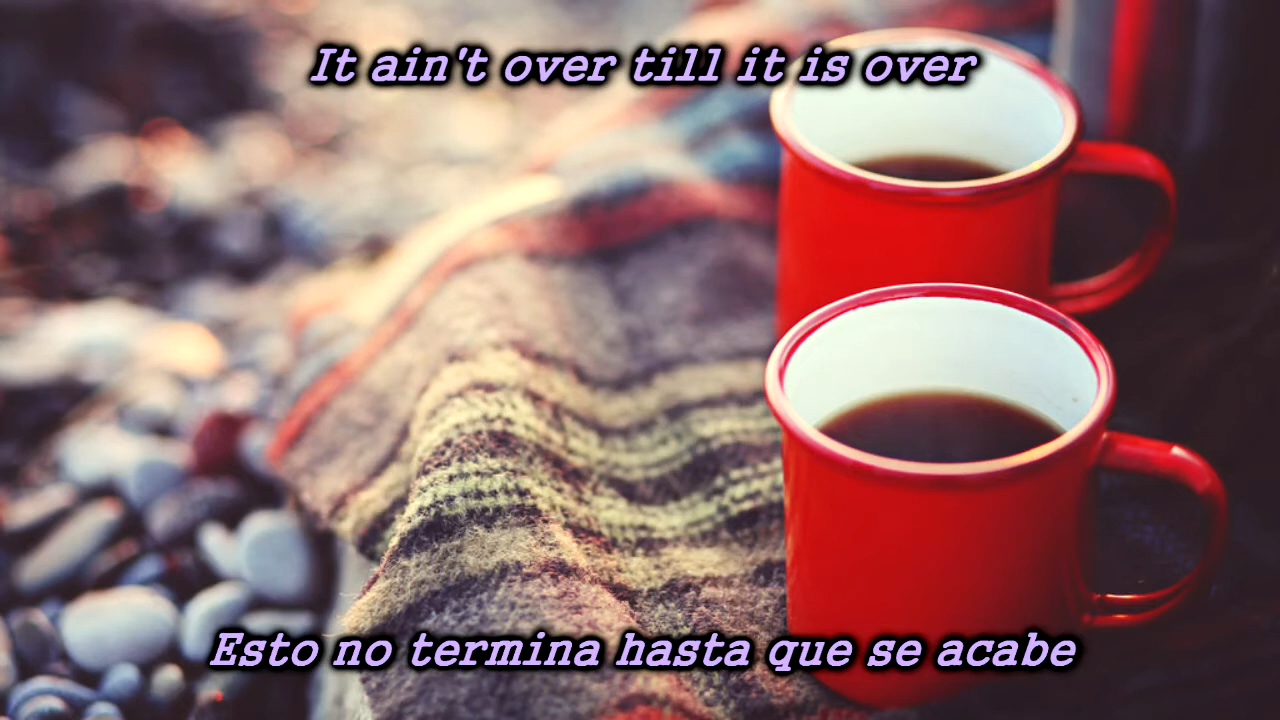 It ain't over till it is over
Esto no termina hasta que se acabe